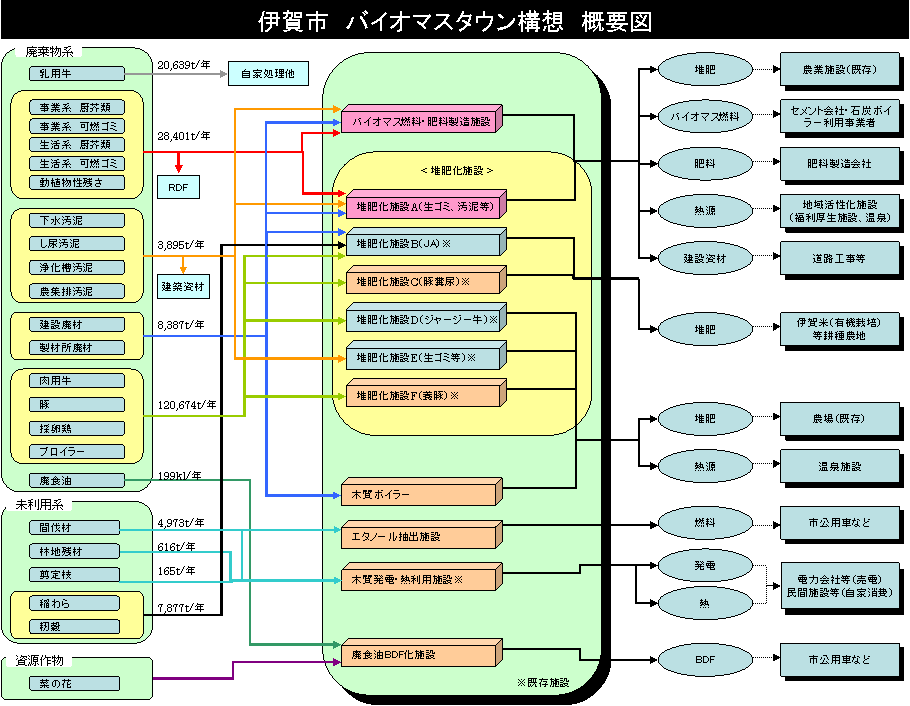 伊賀市　バイオマスタウン構想　概要図
廃棄物系
乳用牛
20,639t/年
自家処理他
事業系　厨芥類
事業系　可燃ゴミ
生活系　厨芥類
生活系　可燃ゴミ
動植物性残さ
28,401t/年
RDF
下水汚泥
し尿汚泥
浄化槽汚泥
農集排汚泥
3,895t/年
建築資材
建設廃材
製材所廃材
8,387t/年
肉用牛
豚
採卵鶏
ブロイラー
120,674t/年
廃食油
199kl/年
未利用系
間伐材
4,973t/年
林地残材
616t/年
剪定枝
165t/年
稲わら
籾殻
7,877t/年
資源作物
菜の花
バイオマス燃料・肥料製造施設
＜堆肥化施設＞
堆肥化施設A(生ゴミ、汚泥等)
堆肥化施設B(JA)※
堆肥化施設C(豚糞尿)※
堆肥化施設D(ジャージー牛)※
堆肥化施設E(生ゴミ等)※
堆肥化施設F(養豚)※
木質ボイラー
エタノール抽出施設
木質発電・熱利用施設※
廃食油BDF化施設
※既存施設
堆肥
農業施設(既存)
バイオマス燃料
セメント会社・石炭ボイ
ラー利用事業者
肥料
肥料製造会社
熱源
地域活性化施設
(福利厚生施設、温泉)
建設資材
道路工事等
堆肥
伊賀米(有機栽培)
等耕種農地
堆肥
農場(既存)
熱源
温泉施設
燃料
市公用車など
発電
熱
電力会社等(売電)
民間施設等(自家消費)
BDF
市公用車など